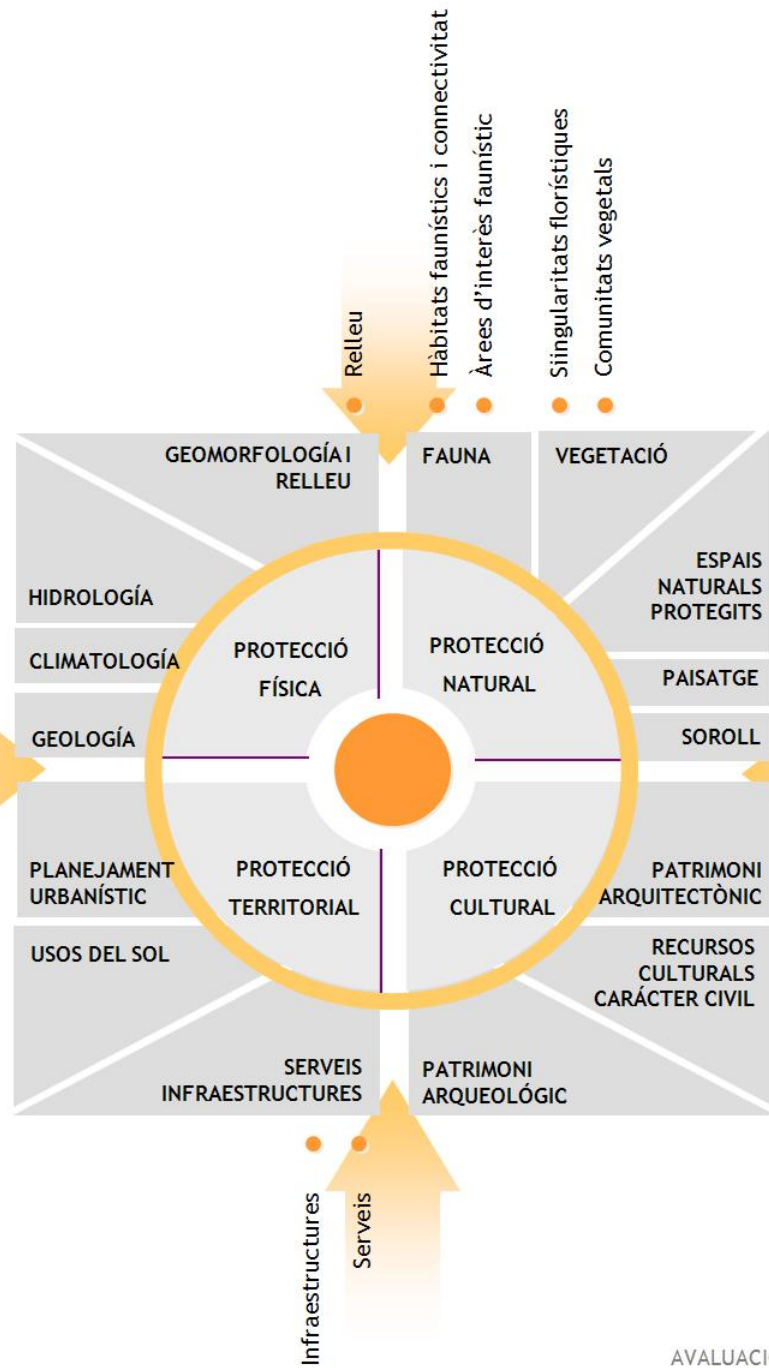 Relleu
Hàbitats faunístics i connectivitat
Àrees d'interès faunístic
Siingularitats florístiques
Comunitats vegetals
GEOMORFOLOGÍA I
RELLEU
FAUNA
VEGETACIÓ
HIDROLOGÍA
CLIMATOLOGÍA
GEOLOGÍA
PROTECCIÓ
FÍSICA
PROTECCIÓ
NATURAL
ESPAIS
NATURALS
PROTEGITS
PAISATGE
SOROLL
PLANEJAMENT
URBANÍSTIC
USOS DEL SOL
PROTECCIÓ
TERRITORIAL
PROTECCIÓ
CULTURAL
PATRIMONI
ARQUITECTÒNIC
RECURSOS
CULTURALS
CARÁCTER CIVIL
SERVEIS
INFRAESTRUCTURES
PATRIMONI
ARQUEOLÓGIC
Infraestructures
Serveis